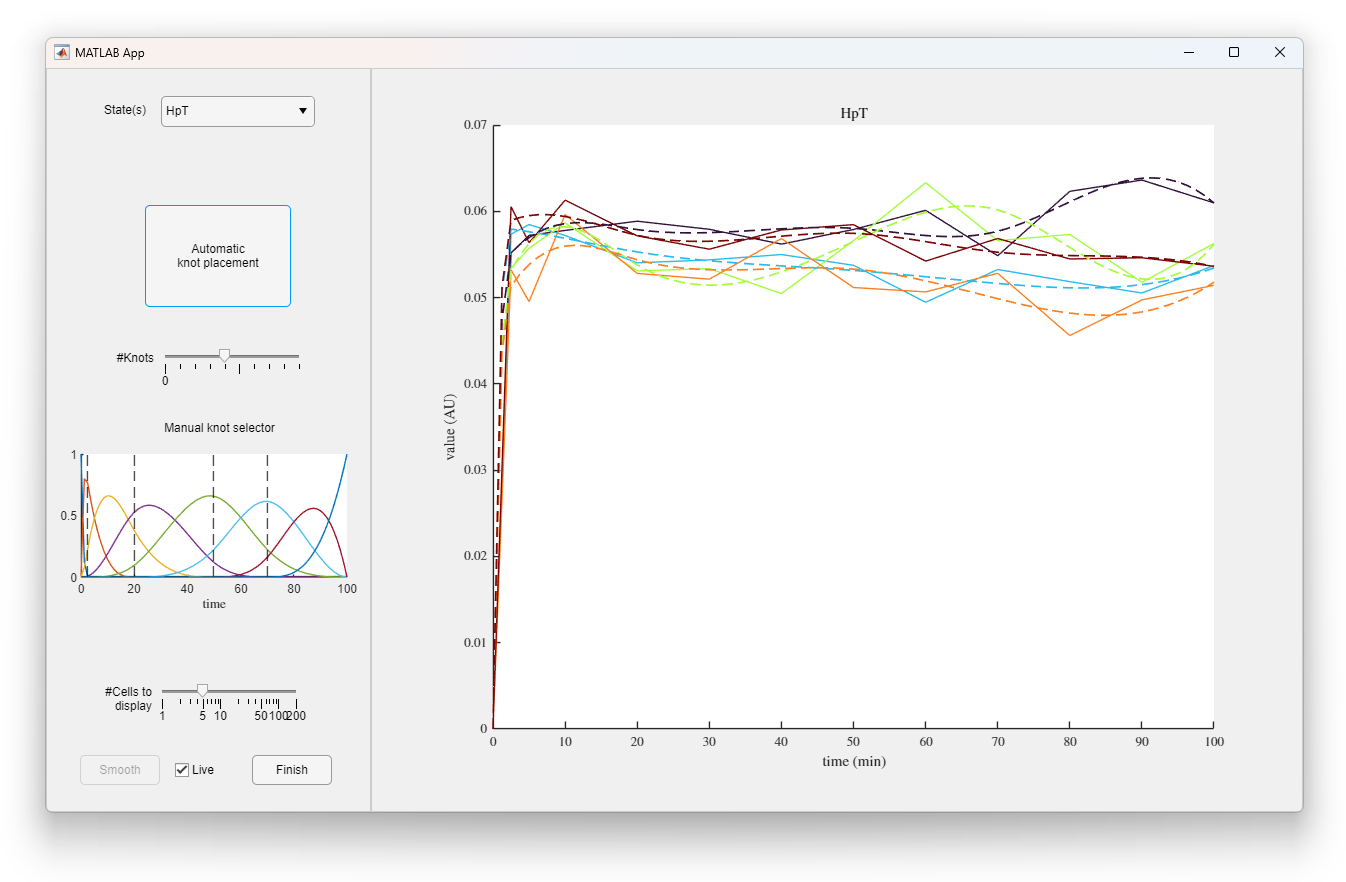 MATLAB App
State(s)
HpT
Automatic
knot placement
#Knots
0
Manual knot selector
1
0.5
0
0 20 40 60 80 100
time
#Cells to
display
1 5 10 50 100 200
Smooth
Live
Finish
HpT
0.07
0.06
0.05
0.04
0.03
0.02
0.01
0
value (AU)
0 10 20 30 40 50 60 70 80 90 100
time (min)